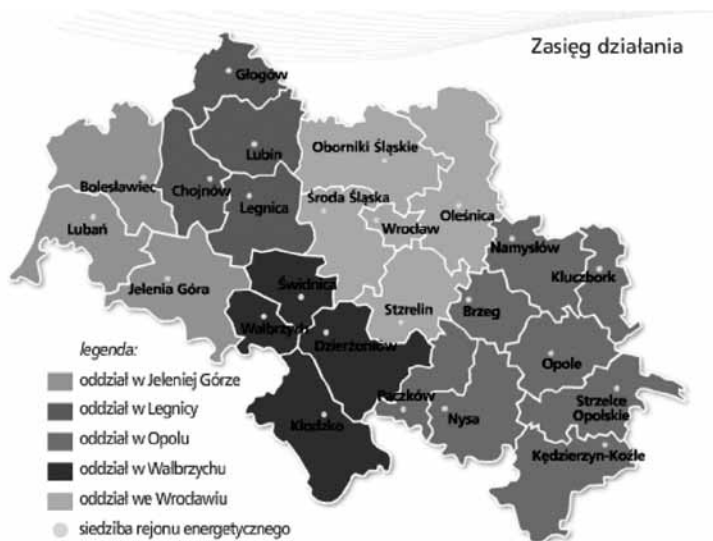 Zasięg działania
Głogów
Lubin
Oborniki Śląskie
Bolesławiec
Chojnów
Legnica
Środa Śląska
Oleśnica
Lubań
Wrocław
Namysłów
Kluczbork
Jelenia Góra
Świdnica
Stzrelin
Brzeg
Wałbrzych
Dzierżoniów
Opole
Paczków
Strzelce
Opolskie
Kłodzko
Nysa
Kędzierzyn-Koźle
legenda:
oddział w Jeleniej Górze
oddział w Legnicy
oddział w Opolu
oddział w Wałbrzychu
oddział we Wrocławiu
siedziba rejonu energetycznego